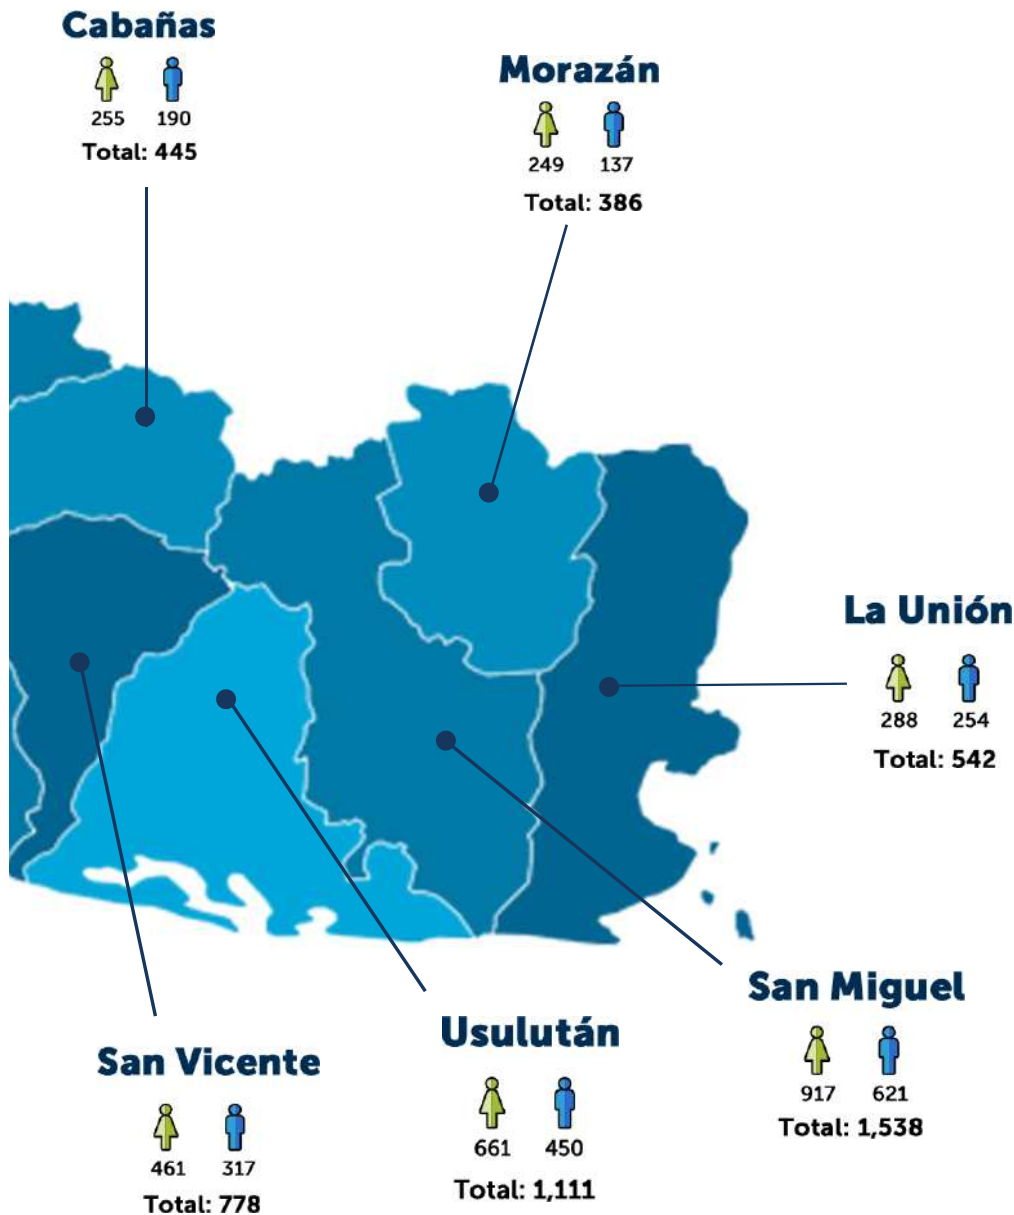 Cabañas
255 190
Total: 445
Morazán
249 137
Total: 386
La Unión
288 254
Total: 542
San Miguel
917 621
Total: 1,538
Usulután
661 450
Total: 1,111
San Vicente
461 317
Total: 778